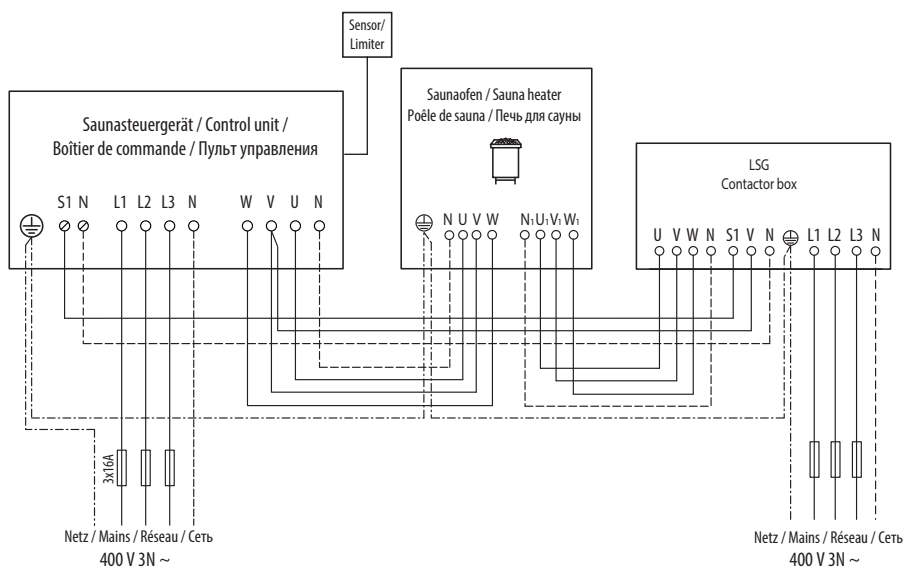 Sensor/
Limiter
Saunasteuergerät / Control unit /
Boîtier de commande / Пульт управления
S1 N L1 L2 L3 N W V U N
Saunaofen / Sauna heater
Poêle de sauna / Печь для сауны
N U V W N1 U1 V1 W1
LSG
Contactor box
U V W N S1 V N L1 L2 L3 N
3x16A
Netz / Mains / Réseau / Сеть
400 V 3N ~
Netz / Mains / Réseau / Сеть
400 V 3N ~